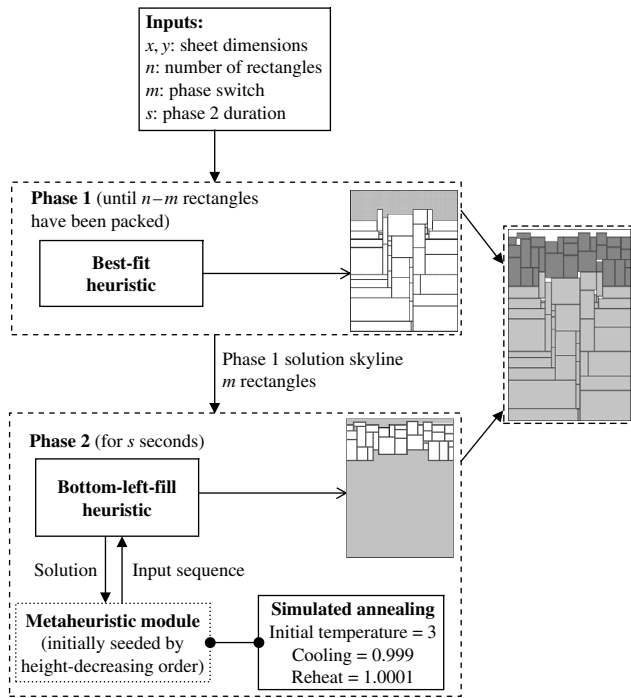 Inputs:
x, y: sheet dimensions
n: number of rectangles
m: phase switch
s: phase 2 duration
Phase 1 (until n–m rectangles
have been packed)
Best-fit
heuristic
Phase 1 solution skyline
m rectangles
Phase 2 (for s seconds)
Bottom-left-fill
heuristic
Solution
Input sequence
Metaheuristic module
(initially seeded by
height-decreasing order)
Simulated annealing
Initial temperature = 3
Cooling = 0.999
Reheat = 1.0001